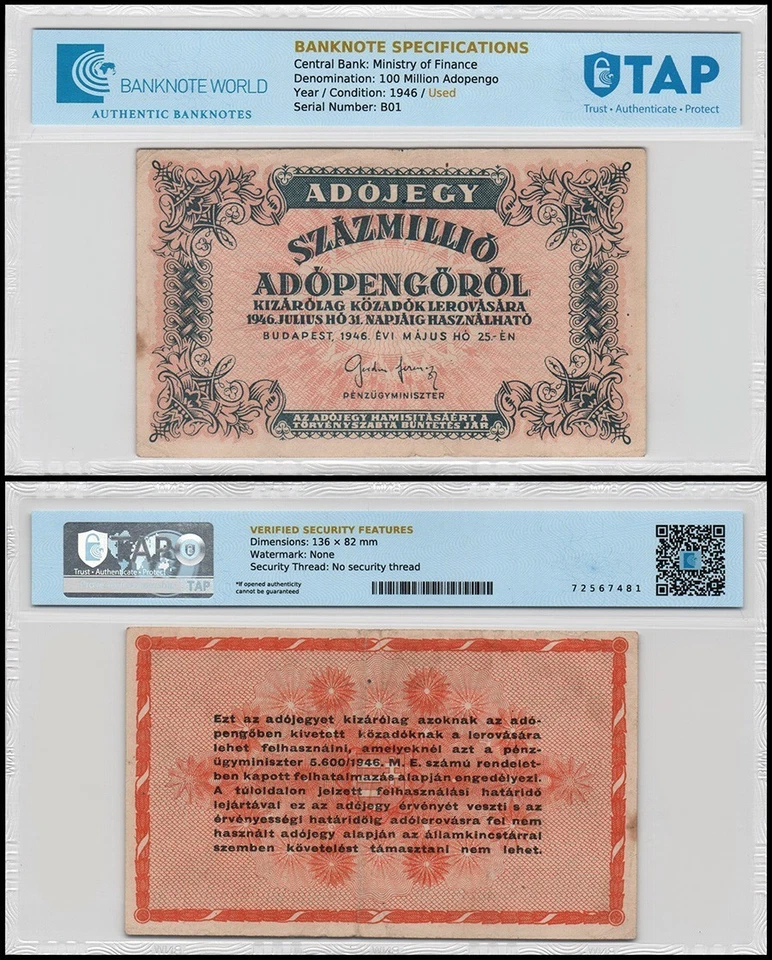 BANKNOTE WORLD
AUTHENTIC BANKNOTES
BANKNOTE SPECIFICATIONS
Central Bank: Ministry of Finance
Denomination: 100 Million Adopengo
Year / Condition: 1946 / Used
Serial Number: B01
TAP
Trust • Authenticate • Protect
ADÓJEGY
SZÁZMILLIÓ
ADÓPENGŐRŐL
KIZÁRÓLAG KÖZADÓK LEROVÁSÁRA
1946. JULIUS HÓ 31. NAPJÁIG HASZNÁLHATÓ
BUDAPEST, 1946. ÉVI MÁJUS HÓ 25.-ÉN
PÉNZÜGYMINISZTER
AZ ADÓJEGY HAMISÍTÁSÁÉRT A
TÖRVÉNYSZABTA BÜNTETÉS JÁR
TAP
Trust • Authenticate • Protect
TAP
VERIFIED SECURITY FEATURES
Dimensions: 136 × 82 mm
Watermark: None
Security Thread: No security thread
*If opened authenticity
cannot be guaranteed
72567481
Ezt az adójegyet kizárólag azoknak az adó-
pengőben kivetett közadóknak a lerovására
lehet felhasználni, amelyeknél azt a pénz-
ügyminiszter 5.600/1946. M. E. számú rendelet-
ben kapott felhatalmazás alapján engedélyezi.
A túloldalon jelzett felhasználási határidő
lejártával ez az adójegy érvényét veszti s az
érvényességi határidőig adólerovásra fel nem
használt adójegy alapján az államkincstárral
szemben követelést támasztani nem lehet.